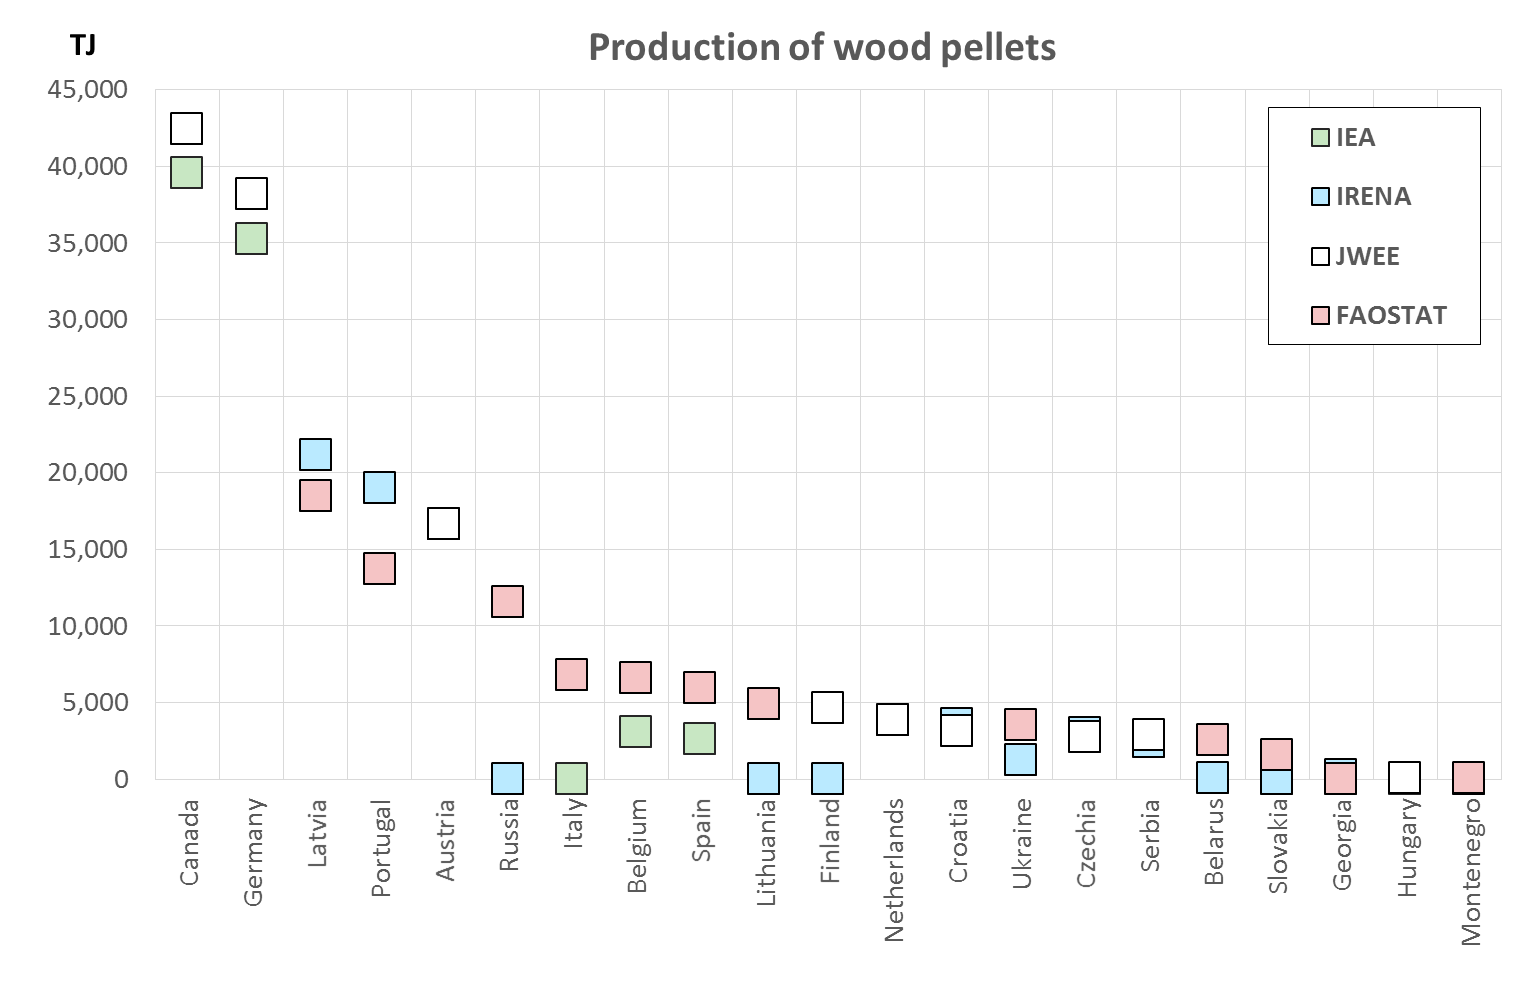 TJ
Production of wood pellets
45,000
40,000
35,000
30,000
25,000
20,000
15,000
10,000
5,000
0
IEA
IRENA
JWEE
FAOSTAT
Canada
Germany
Latvia
Portugal
Austria
Russia
Italy
Belgium
Spain
Lithuania
Finland
Netherlands
Croatia
Ukraine
Czechia
Serbia
Belarus
Slovakia
Georgia
Hungary
Montenegro